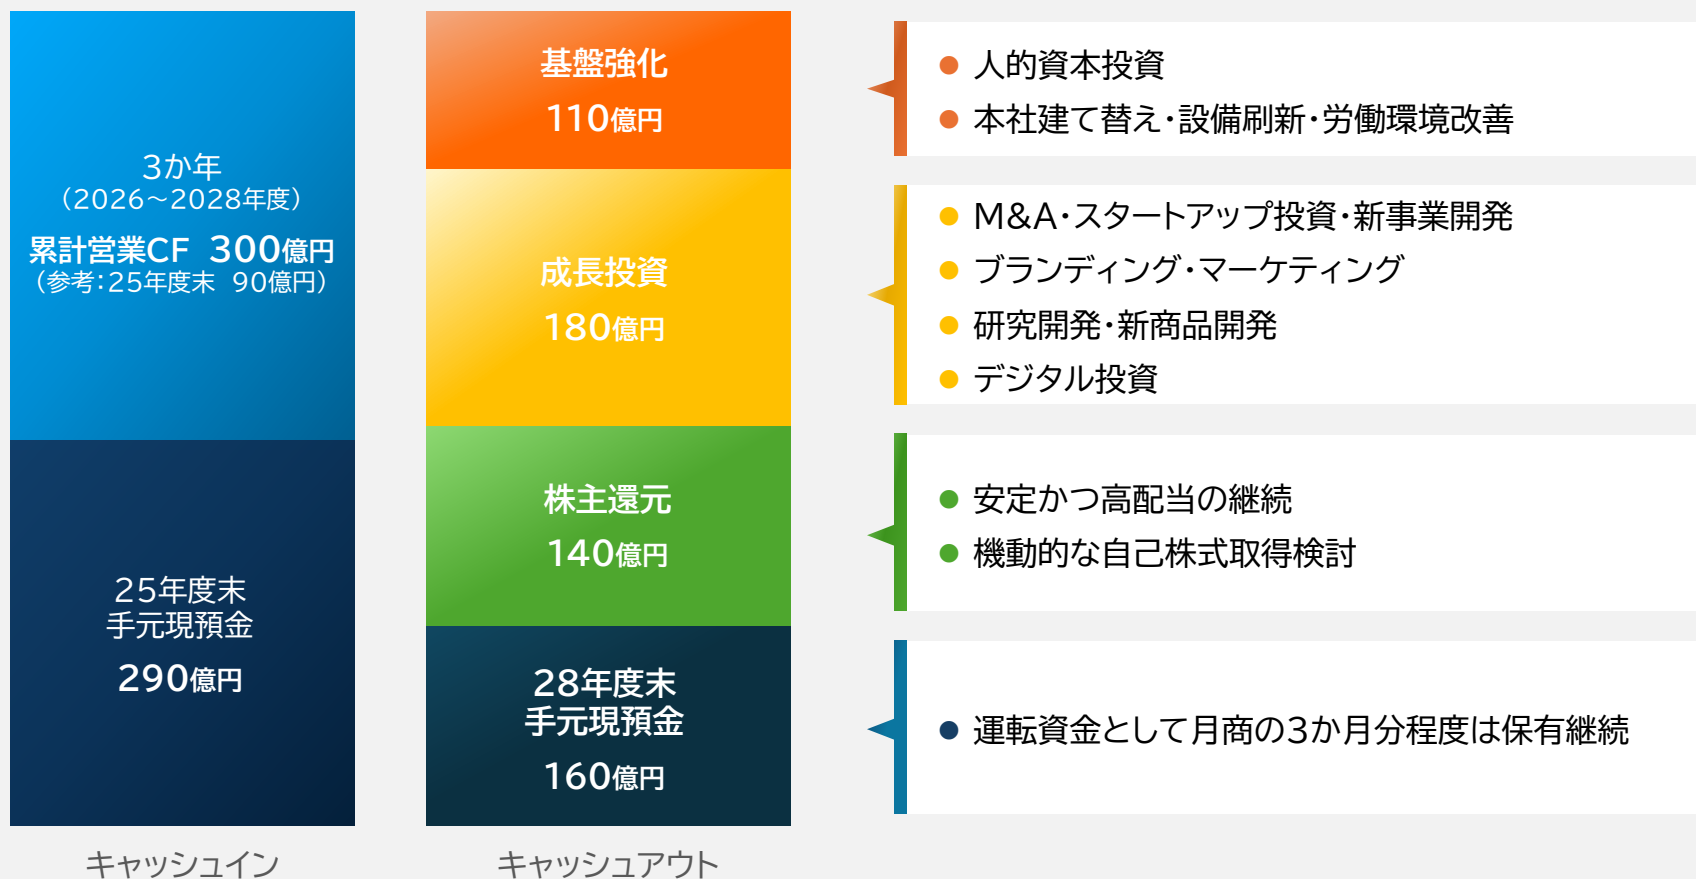 3か年
（2026～2028年度）
累計営業CF 300億円
（参考：25年度末 90億円）
25年度末
手元現預金
290億円
キャッシュイン
基盤強化
110億円
成長投資
180億円
株主還元
140億円
28年度末
手元現預金
160億円
キャッシュアウト
● 人的資本投資
● 本社建て替え・設備刷新・労働環境改善
● M&A・スタートアップ投資・新事業開発
● ブランディング・マーケティング
● 研究開発・新商品開発
● デジタル投資
● 安定かつ高配当の継続
● 機動的な自己株式取得検討
● 運転資金として月商の3か月分程度は保有継続